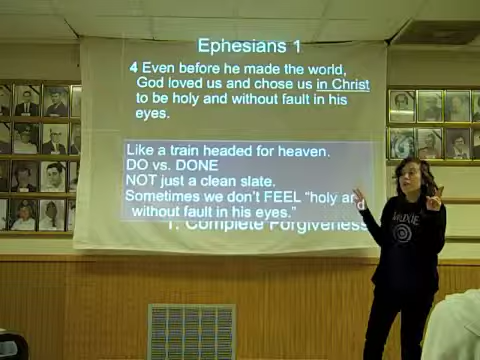 Ephesians 1
4 Even before he made the world,
God loved us and chose us in Christ
to be holy and without fault in his
eyes.
Like a train headed for heaven.
DO vs. DONE
NOT just a clean slate.
Sometimes we don't FEEL "holy and
without fault in his eyes."
1. Complete Forgiveness